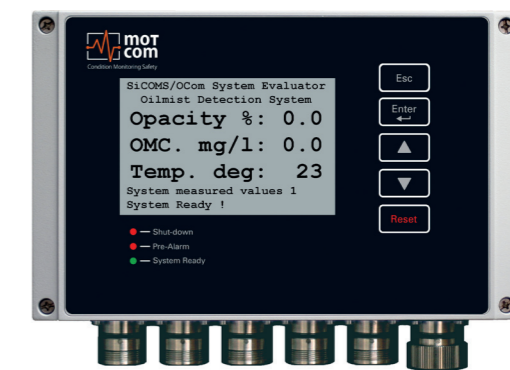 MOT
com
Condition Monitoring Safety
SiCOMS/OCom System Evaluator
Oilmist Detection System
Opacity %: 0.0
OMC. mg/l: 0.0
Temp. deg: 23
System measured values 1
System Ready !
Shut-down
Pre-Alarm
System Ready
Esc
Enter
Reset